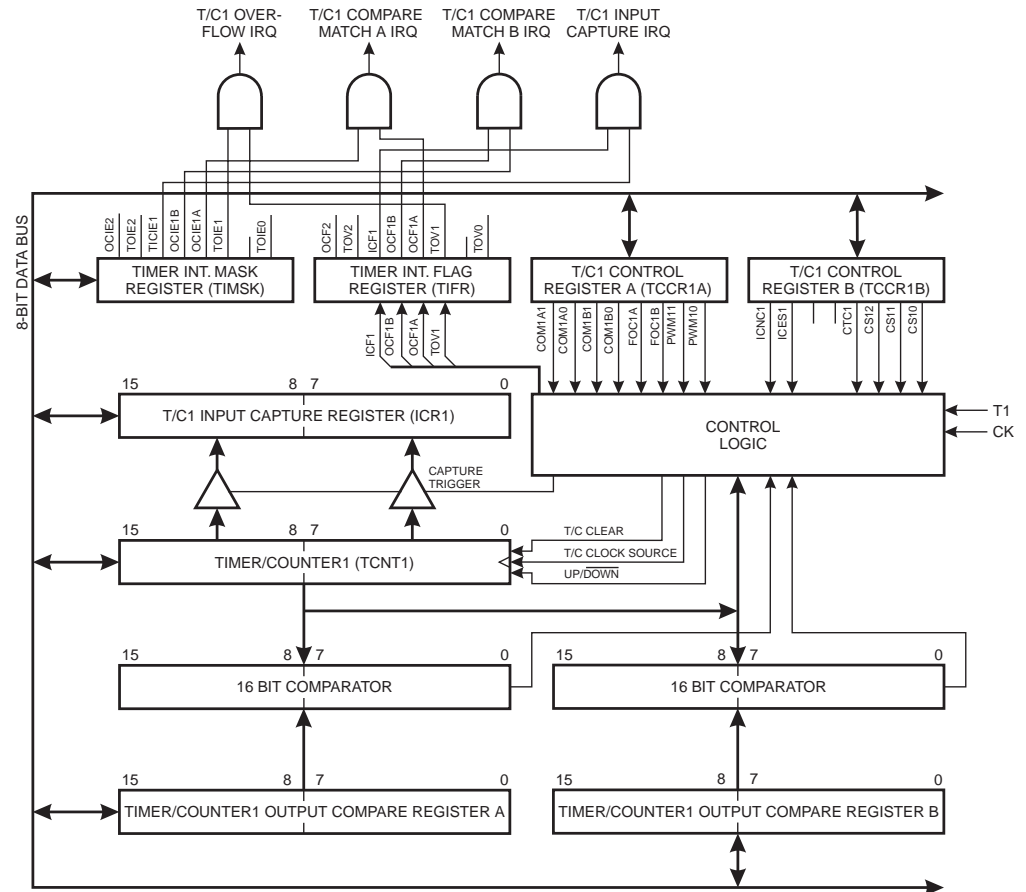 T/C1 OVER-
FLOW IRQ
T/C1 COMPARE
MATCH A IRQ
T/C1 COMPARE
MATCH B IRQ
T/C1 INPUT
CAPTURE IRQ
8-BIT DATA BUS
OCIE2
TOIE2
TICIE1
OCIE1B
OCIE1A
TOIE1
TOIE0
OCF2
TOV2
ICF1
OCF1B
OCF1A
TOV1
TOV0
TIMER INT. MASK
REGISTER (TIMSK)
TIMER INT. FLAG
REGISTER (TIFR)
T/C1 CONTROL
REGISTER A (TCCR1A)
T/C1 CONTROL
REGISTER B (TCCR1B)
ICF1
OCF1B
OCF1A
TOV1
COM1A1
COM1A0
COM1B1
COM1B0
FOC1A
FOC1B
PWM11
PWM10
ICNC1
ICES1
CTC1
CS12
CS11
CS10
15 8 7 0
T/C1 INPUT CAPTURE REGISTER (ICR1)
CONTROL
LOGIC
T1
CK
CAPTURE
TRIGGER
15 8 7 0
TIMER/COUNTER1 (TCNT1)
T/C CLEAR
T/C CLOCK SOURCE
UP/DOWN
15 8 7 0
16 BIT COMPARATOR
15 8 7 0
16 BIT COMPARATOR
15 8 7 0
TIMER/COUNTER1 OUTPUT COMPARE REGISTER A
15 8 7 0
TIMER/COUNTER1 OUTPUT COMPARE REGISTER B